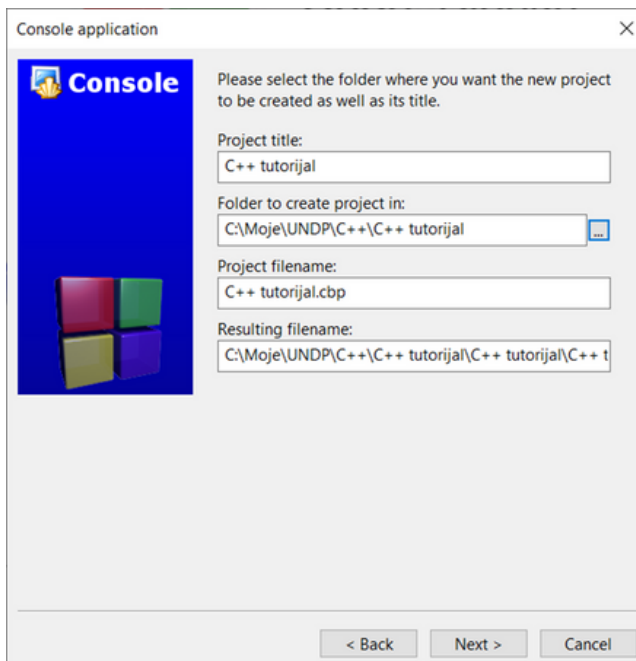 Console application
Console
Please select the folder where you want the new project
to be created as well as its title.
Project title:
C++ tutorijal
Folder to create project in:
C:\Moje\UNDP\C++\C++ tutorijal
...
Project filename:
C++ tutorijal.cbp
Resulting filename:
C:\Moje\UNDP\C++\C++ tutorijal\C++ tutorijal\C++ t
< Back
Next >
Cancel